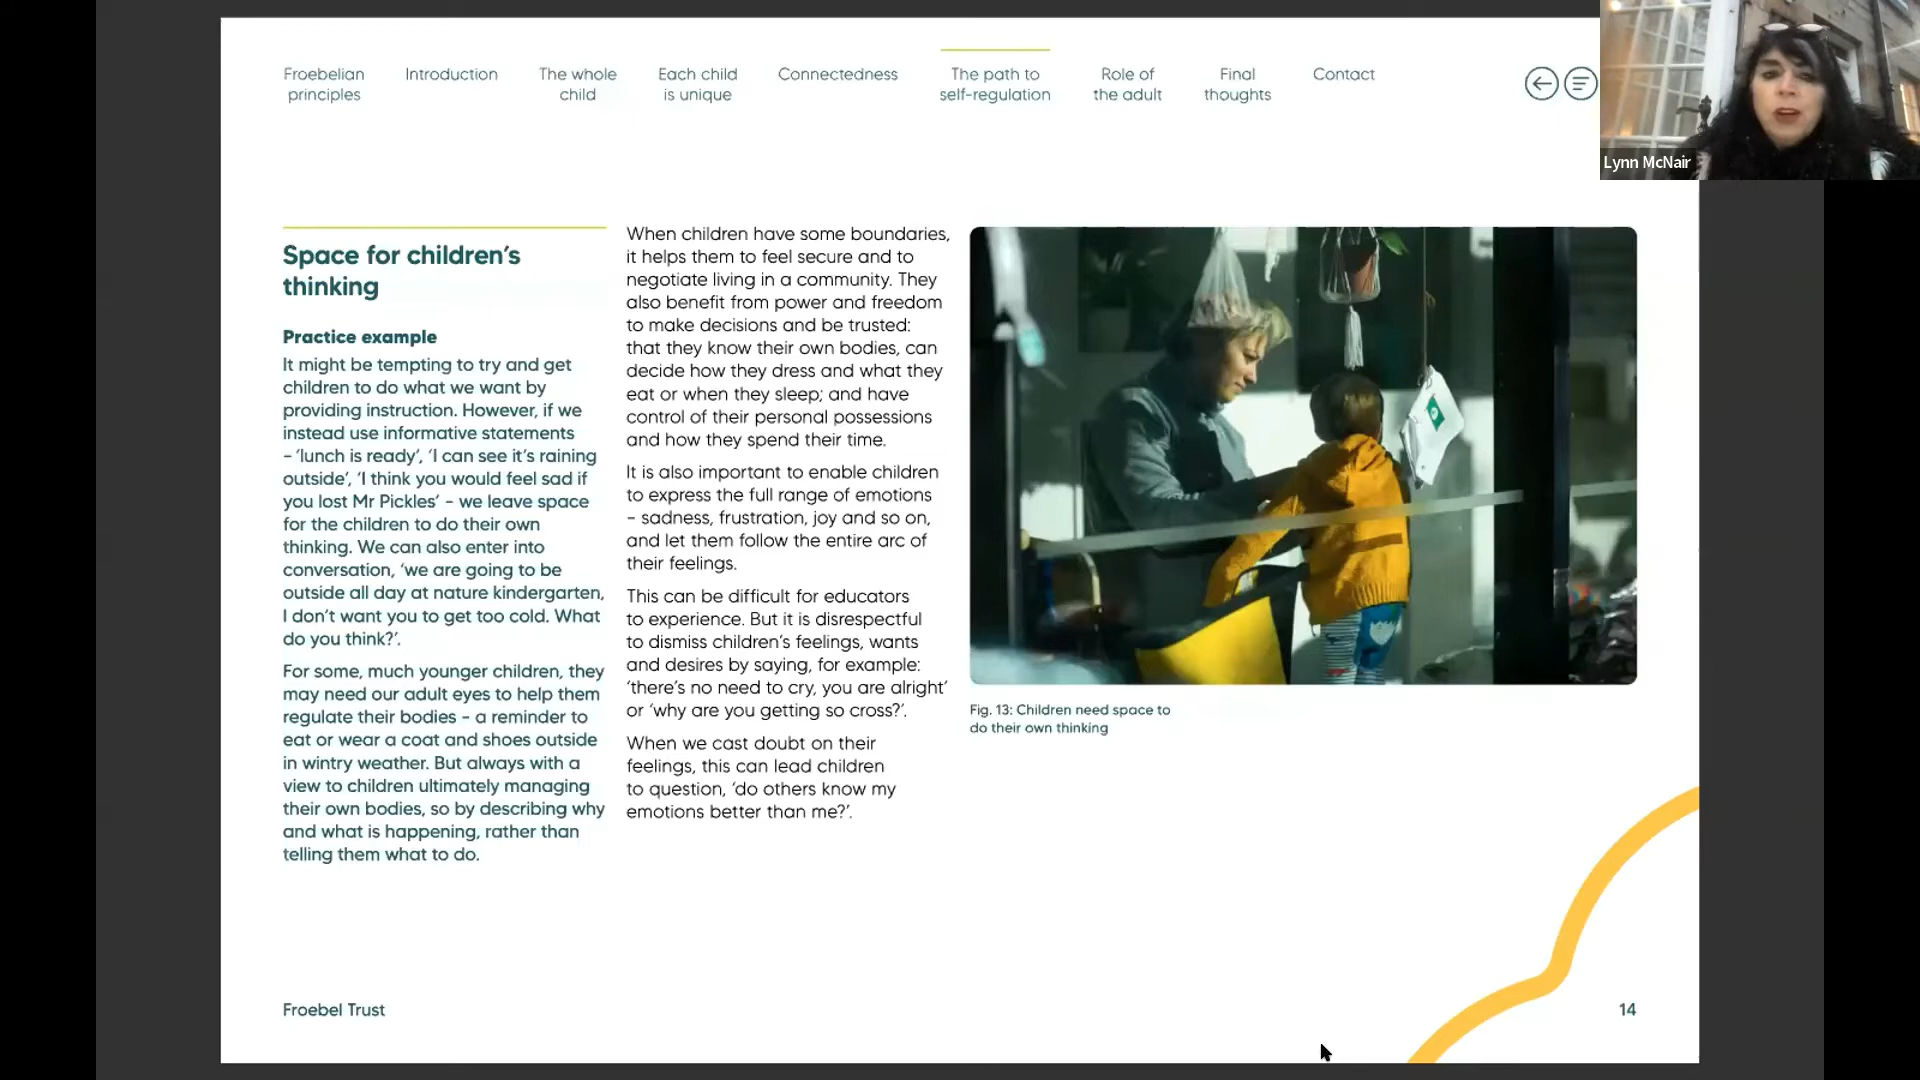 Froebelian
principles
Introduction
The whole
child
Each child
is unique
Connectedness
The path to
self-regulation
Role of
the adult
Final
thoughts
Contact
Lynn McNair
Space for children's
thinking
Practice example
It might be tempting to try and get
children to do what we want by
providing instruction. However, if we
instead use informative statements
– 'lunch is ready', 'I can see it's raining
outside', 'I think you would feel sad if
you lost Mr Pickles' – we leave space
for the children to do their own
thinking. We can also enter into
conversation, 'we are going to be
outside all day at nature kindergarten,
I don't want you to get too cold. What
do you think?'.
For some, much younger children, they
may need our adult eyes to help them
regulate their bodies – a reminder to
eat or wear a coat and shoes outside
in wintry weather. But always with a
view to children ultimately managing
their own bodies, so by describing why
and what is happening, rather than
telling them what to do.
When children have some boundaries,
it helps them to feel secure and to
negotiate living in a community. They
also benefit from power and freedom
to make decisions and be trusted:
that they know their own bodies, can
decide how they dress and what they
eat or when they sleep; and have
control of their personal possessions
and how they spend their time.
It is also important to enable children
to express the full range of emotions
– sadness, frustration, joy and so on,
and let them follow the entire arc of
their feelings.
This can be difficult for educators
to experience. But it is disrespectful
to dismiss children's feelings, wants
and desires by saying, for example:
'there's no need to cry, you are alright'
or 'why are you getting so cross?'.
When we cast doubt on their
feelings, this can lead children
to question, 'do others know my
emotions better than me?'.
Fig. 13: Children need space to
do their own thinking
Froebel Trust
14